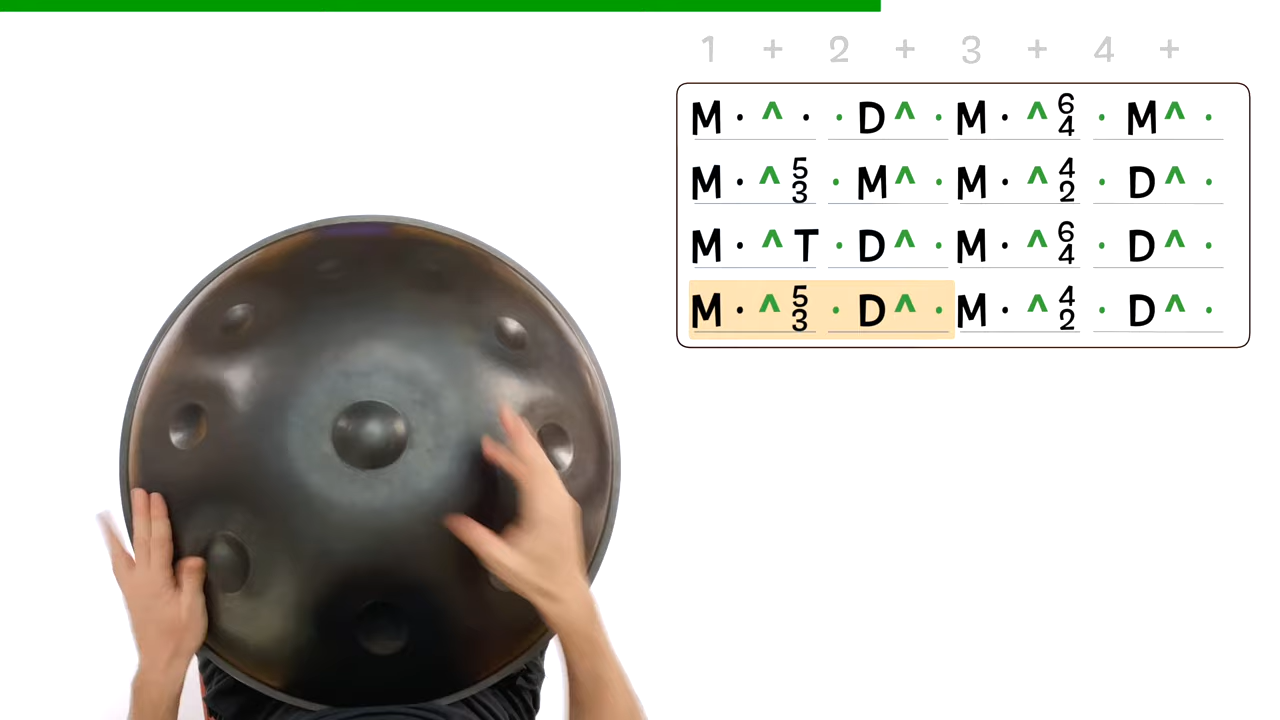 1 + 2 + 3 + 4 +
M · ^ · · D ^ · M · ^ 6/4 · M ^ ·
M · ^ 5/3 · M ^ · M · ^ 4/2 · D ^ ·
M · ^ T · D ^ · M · ^ 6/4 · D ^ ·
M · ^ 5/3 · D ^ · M · ^ 4/2 · D ^ ·